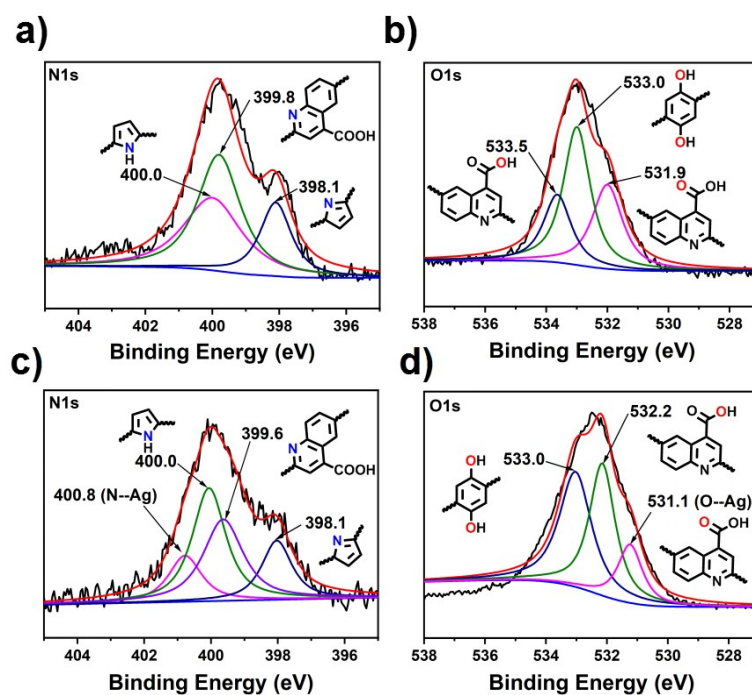 a)
N1s
399.8
N
COOH
N
H
400.0
398.1
N
404 402 400 398 396
Binding Energy (eV)
b)
O1s
OH
533.0
OH
O OH
533.5
N
531.9
O OH
N
538 536 534 532 530 528
Binding Energy (eV)
c)
N1s
N
H
400.0
399.6
N
COOH
400.8 (N--Ag)
398.1
N
404 402 400 398 396
Binding Energy (eV)
d)
O1s
532.2
O OH
N
OH
533.0
OH
531.1 (O--Ag)
O OH
N
538 536 534 532 530 528
Binding Energy (eV)